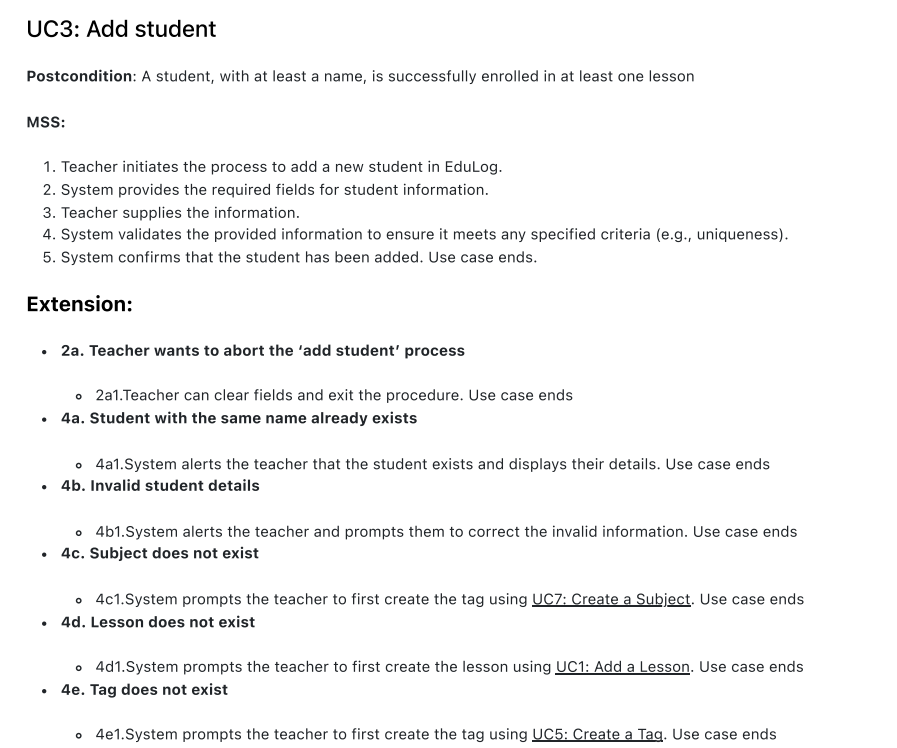 UC3: Add student
Postcondition: A student, with at least a name, is successfully enrolled in at least one lesson
MSS:
1. Teacher initiates the process to add a new student in EduLog.
2. System provides the required fields for student information.
3. Teacher supplies the information.
4. System validates the provided information to ensure it meets any specified criteria (e.g., uniqueness).
5. System confirms that the student has been added. Use case ends.
Extension:
• 2a. Teacher wants to abort the ‘add student’ process
◦ 2a1.Teacher can clear fields and exit the procedure. Use case ends
• 4a. Student with the same name already exists
◦ 4a1.System alerts the teacher that the student exists and displays their details. Use case ends
• 4b. Invalid student details
◦ 4b1.System alerts the teacher and prompts them to correct the invalid information. Use case ends
• 4c. Subject does not exist
◦ 4c1.System prompts the teacher to first create the tag using UC7: Create a Subject. Use case ends
• 4d. Lesson does not exist
◦ 4d1.System prompts the teacher to first create the lesson using UC1: Add a Lesson. Use case ends
• 4e. Tag does not exist
◦ 4e1.System prompts the teacher to first create the tag using UC5: Create a Tag. Use case ends